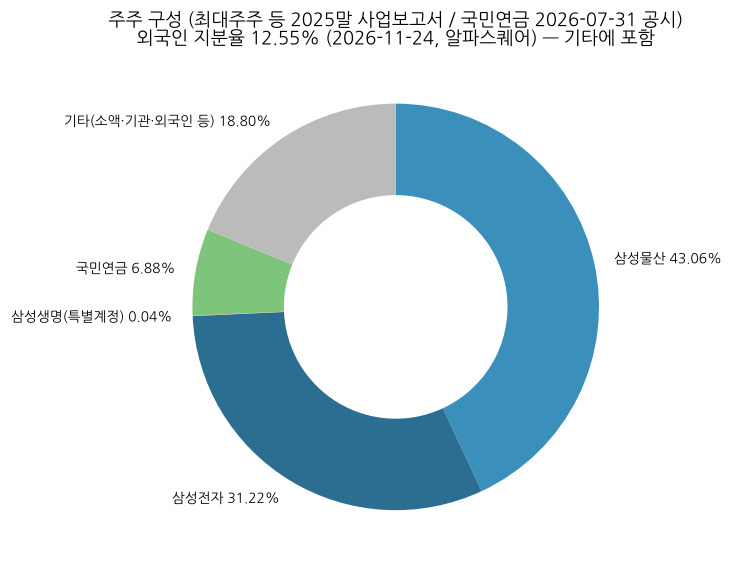 주주 구성 (최대주주 등 2025말 사업보고서 / 국민연금 2026-07-31 공시)
외국인 지분율 12.55% (2026-11-24, 알파스퀘어) — 기타에 포함
기타(소액·기관·외국인 등) 18.80%
삼성물산 43.06%
국민연금 6.88%
삼성생명(특별계정) 0.04%
삼성전자 31.22%